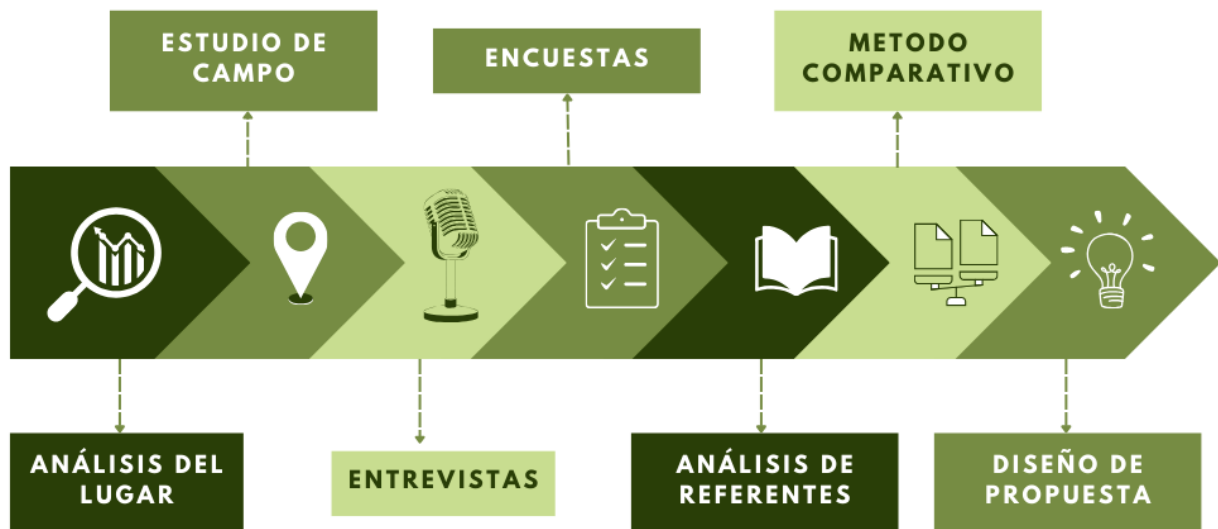 ESTUDIO DE
CAMPO
ENCUESTAS
METODO
COMPARATIVO
ANÁLISIS DEL
LUGAR
ENTREVISTAS
ANÁLISIS DE
REFERENTES
DISEÑO DE
PROPUESTA